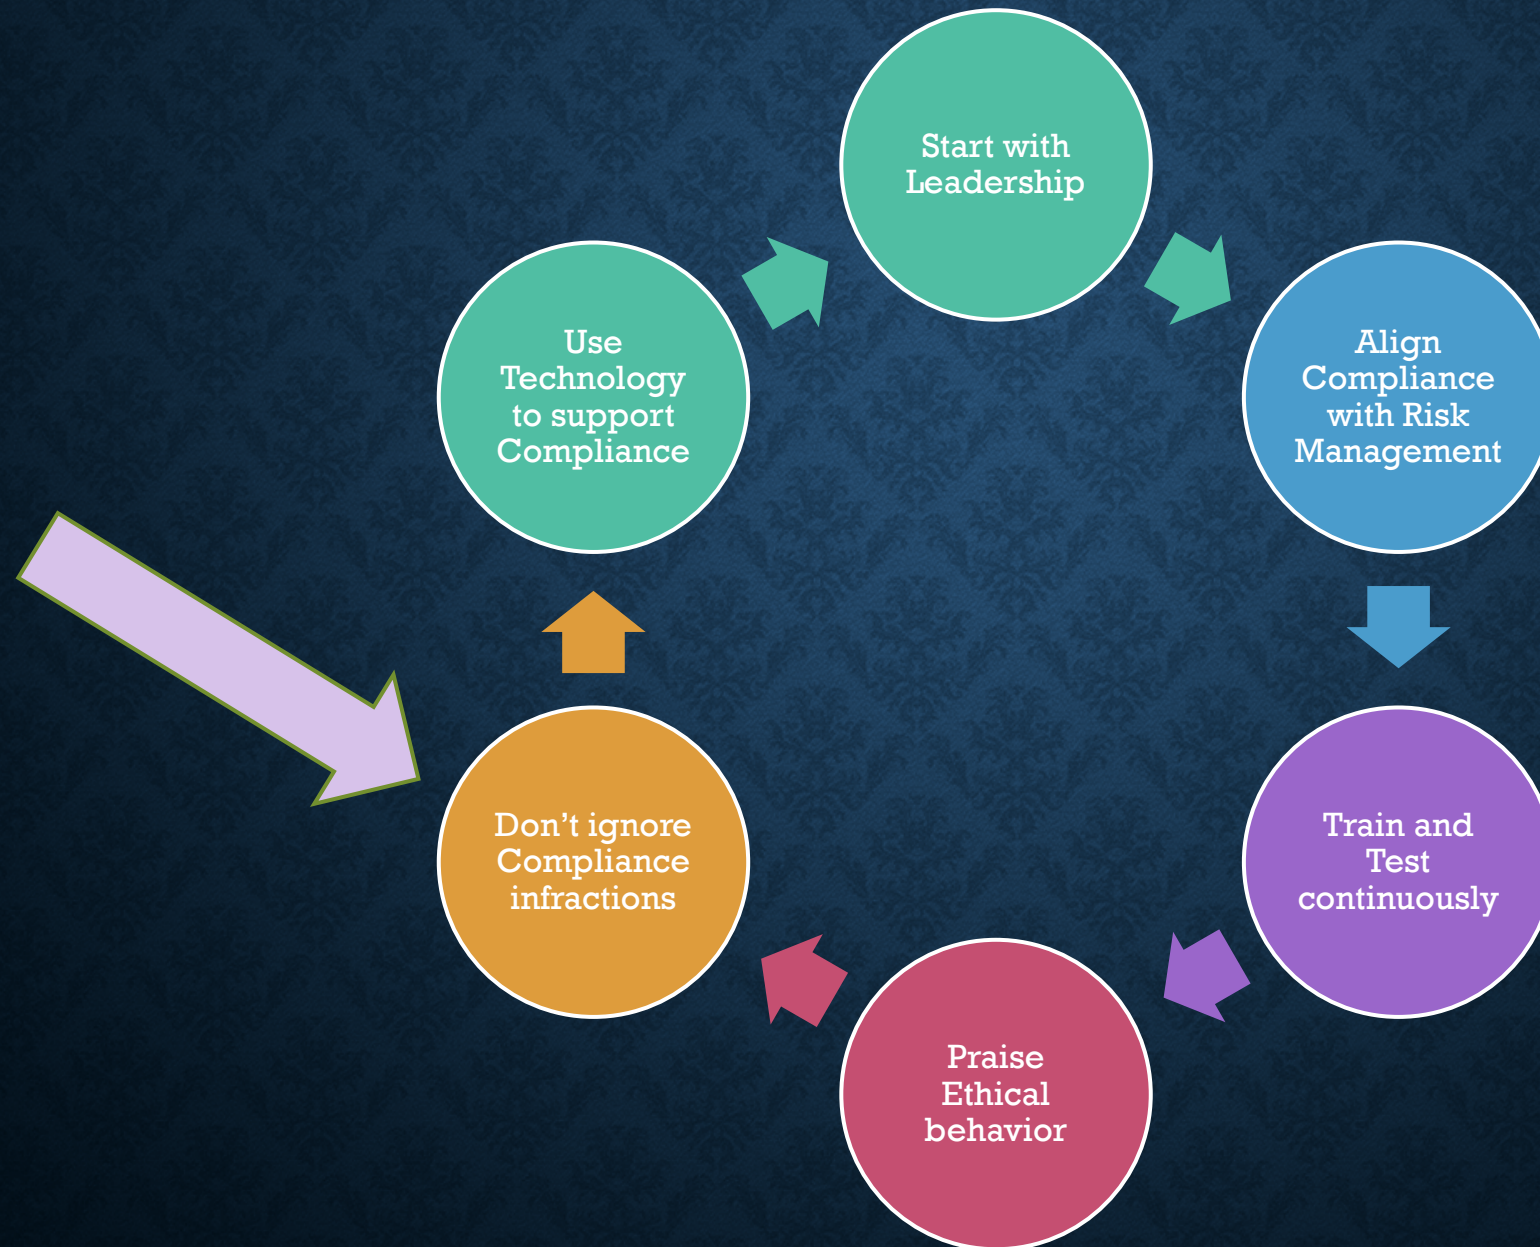 Start with
Leadership
Align
Compliance
with Risk
Management
Train and
Test
continuously
Praise
Ethical
behavior
Don’t ignore
Compliance
infractions
Use
Technology
to support
Compliance